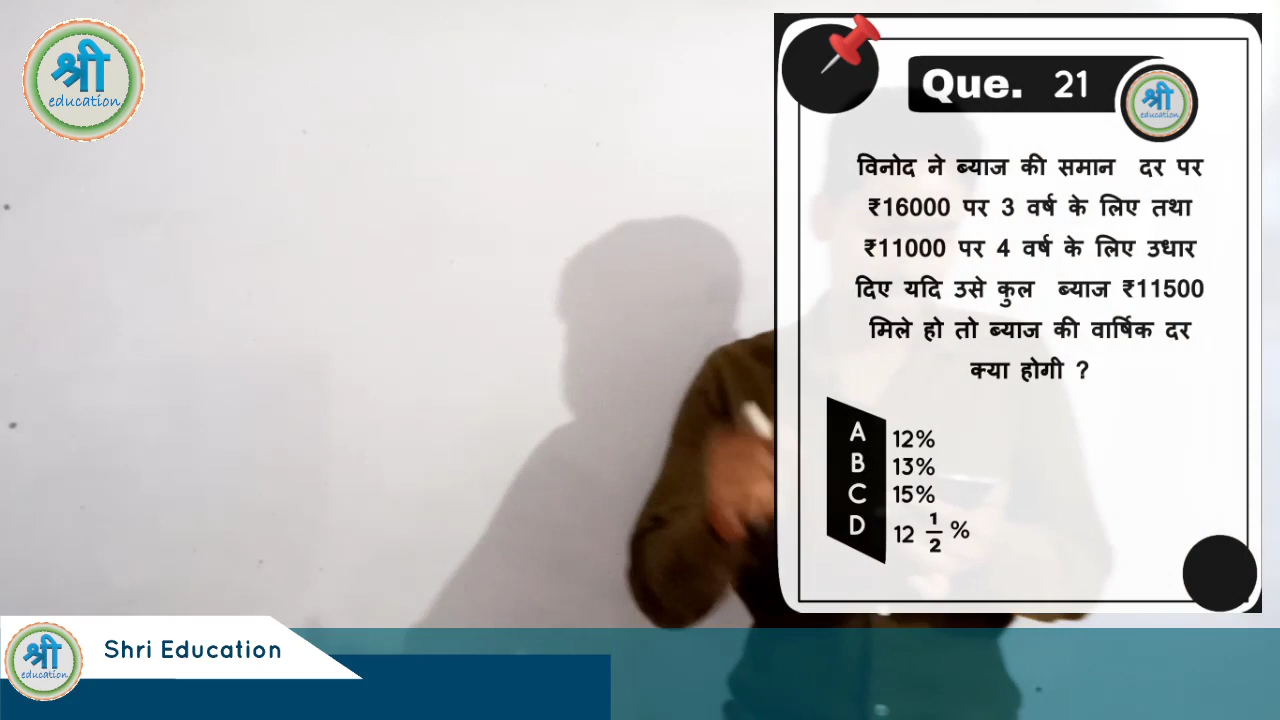 श्री
education
Que. 21
श्री
education
विनोद ने ब्याज की समान दर पर
₹16000 पर 3 वर्ष के लिए तथा
₹11000 पर 4 वर्ष के लिए उधार
दिए यदि उसे कुल ब्याज ₹11500
मिले हो तो ब्याज की वार्षिक दर
क्या होगी ?
A 12%
B 13%
C 15%
D 12 1/2 %
श्री
education
Shri Education